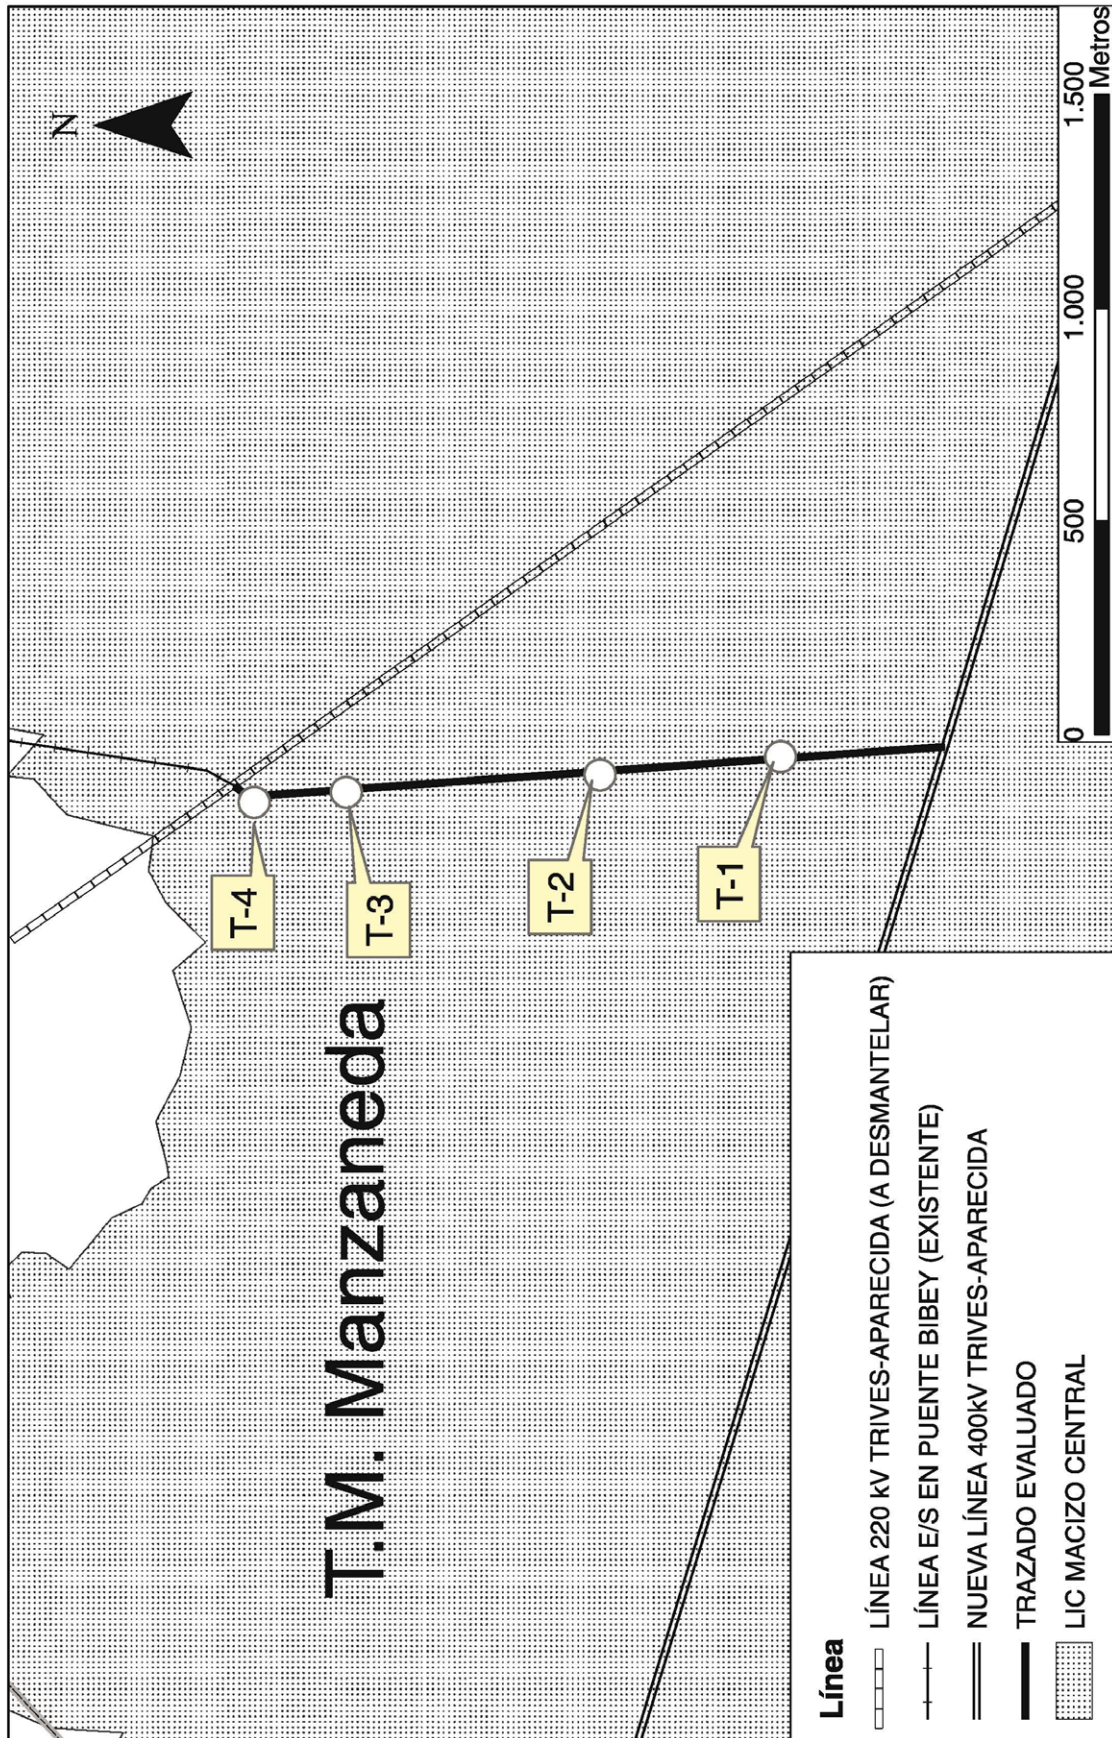 N
T-4
T-3
T-2
T-1
T.M. Manzaneda
Línea
LÍNEA 220 kV TRIVES-APARECIDA (A DESMANTELAR)
LÍNEA E/S EN PUENTE BIBEY (EXISTENTE)
NUEVA LÍNEA 400kV TRIVES-APARECIDA
TRAZADO EVALUADO
LIC MACIZO CENTRAL
0 500 1.000 1.500
Metros